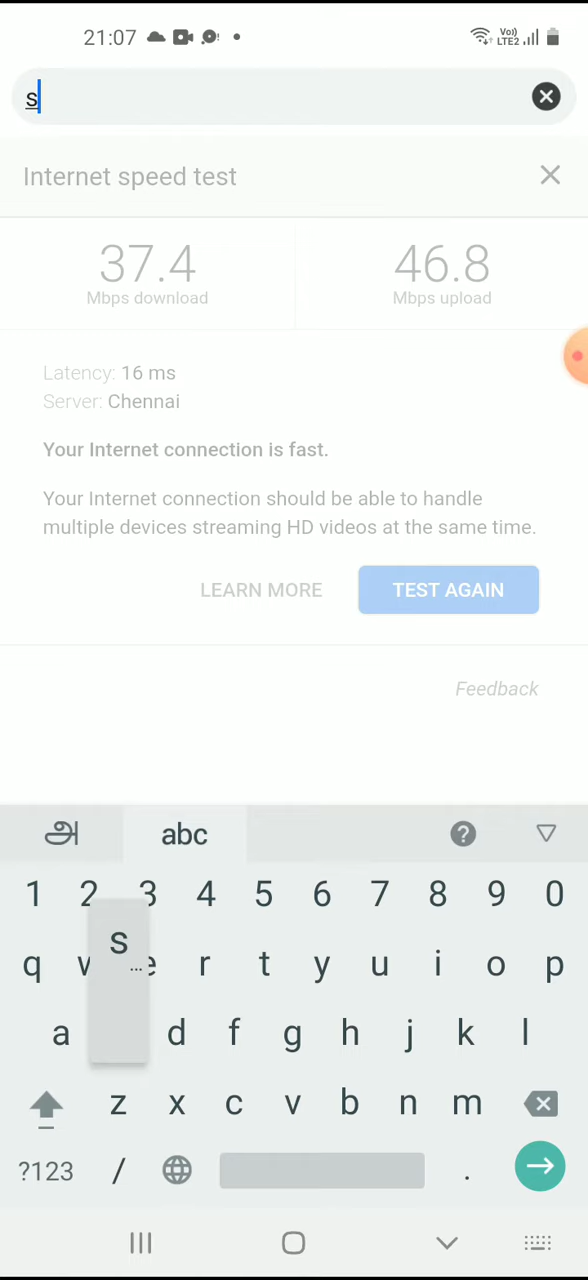 21:07
Vo))
LTE2
s
Internet speed test
37.4
Mbps download
46.8
Mbps upload
Latency: 16 ms
Server: Chennai
Your Internet connection is fast.
Your Internet connection should be able to handle
multiple devices streaming HD videos at the same time.
LEARN MORE
TEST AGAIN
Feedback
அ
abc
?
1 2 3 4 5 6 7 8 9 0
s
...
q w e r t y u i o p
a d f g h j k l
z x c v b n m
?123 / .